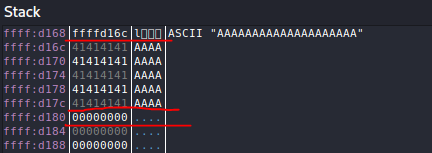 Stack
ffff:d168 ffffd16c l▯▯▯ ASCII "AAAAAAAAAAAAAAAAAAAA"
ffff:d16c 41414141 AAAA
ffff:d170 41414141 AAAA
ffff:d174 41414141 AAAA
ffff:d178 41414141 AAAA
ffff:d17c 41414141 AAAA
ffff:d180 00000000 ....
ffff:d184 00000000 ....
ffff:d188 00000000 ....